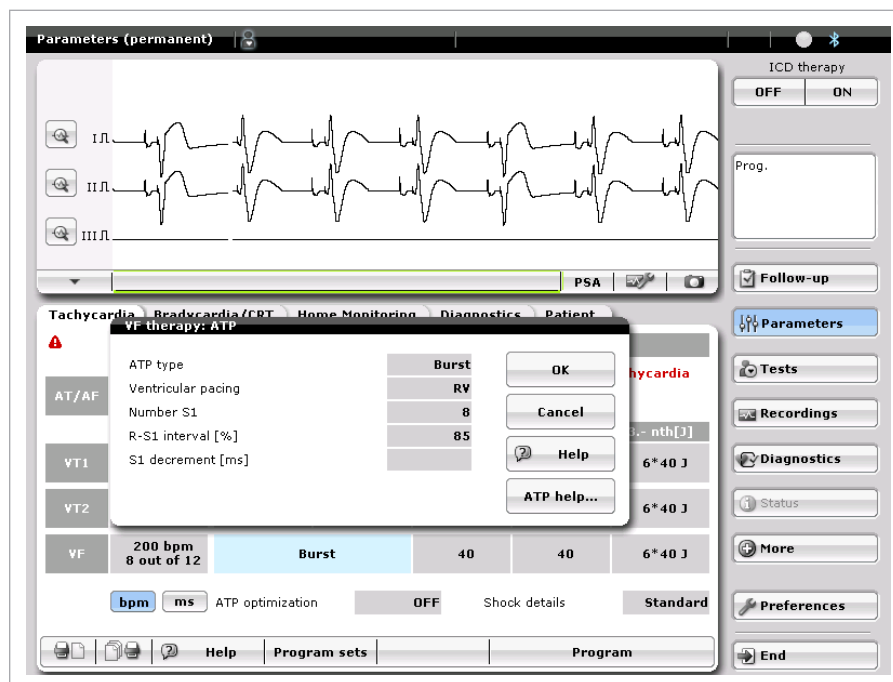 Parameters (permanent)
ICD therapy
OFF ON
I
II
III
Prog.
PSA
Follow-up
Parameters
Tests
Recordings
Diagnostics
Status
More
Preferences
End
Tachycardia Bradycardia/CRT Home Monitoring Diagnostics Patient
VF therapy: ATP
ATP type Burst
Ventricular pacing RV
Number S1 8
R-S1 interval [%] 85
S1 decrement [ms]
OK
Cancel
Help
ATP help...
hycardia
AT/AF
3.- nth[J]
VT1 6*40 J
VT2 6*40 J
VF 200 bpm
8 out of 12 Burst 40 40 6*40 J
bpm ms ATP optimization OFF Shock details Standard
Help Program sets Program